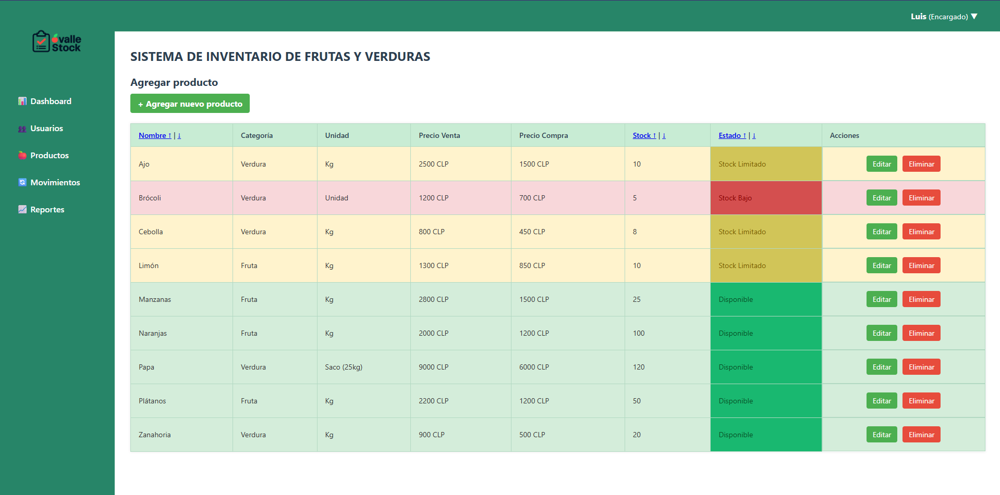 Luis (Encargado) ▼
valle
Stock
Dashboard
Usuarios
Productos
Movimientos
Reportes
SISTEMA DE INVENTARIO DE FRUTAS Y VERDURAS
Agregar producto
+ Agregar nuevo producto
Nombre ↑ | ↓ Categoría Unidad Precio Venta Precio Compra Stock ↑ | ↓ Estado ↑ | ↓ Acciones
Ajo Verdura Kg 2500 CLP 1500 CLP 10 Stock Limitado Editar Eliminar
Brócoli Verdura Unidad 1200 CLP 700 CLP 5 Stock Bajo Editar Eliminar
Cebolla Verdura Kg 800 CLP 450 CLP 8 Stock Limitado Editar Eliminar
Limón Fruta Kg 1300 CLP 850 CLP 10 Stock Limitado Editar Eliminar
Manzanas Fruta Kg 2800 CLP 1500 CLP 25 Disponible Editar Eliminar
Naranjas Fruta Kg 2000 CLP 1200 CLP 100 Disponible Editar Eliminar
Papa Verdura Saco (25kg) 9000 CLP 6000 CLP 120 Disponible Editar Eliminar
Plátanos Fruta Kg 2200 CLP 1200 CLP 50 Disponible Editar Eliminar
Zanahoria Verdura Kg 900 CLP 500 CLP 20 Disponible Editar Eliminar